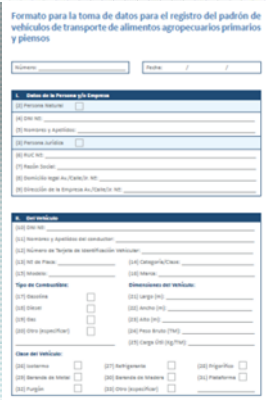 Formato para la toma de datos para el registro del padrón de
vehículos de transporte de alimentos agropecuarios primarios
y piensos
Número: Fecha: / /
I. Datos de la Persona y/o Empresa
(2) Persona Natural
(4) DNI Nº:
(5) Nombres y Apellidos:
(3) Persona Jurídica
(6) RUC Nº:
(7) Razón Social:
(8) Domicilio legal Av./Calle/Jr. Nº:
(9) Dirección de la Empresa Av./Calle/Jr. Nº:
II. Del Vehículo
(10) DNI Nº:
(11) Nombres y Apellidos del conductor:
(12) Número de Tarjeta de Identificación Vehicular:
(13) Nº de Placa: (14) Categoría/Clase:
(15) Modelo: (16) Marca:
Tipo de Combustible: Dimensiones del Vehículo:
(17) Gasolina (21) Largo (m):
(18) Diesel (22) Ancho (m):
(19) Gas (23) Alto (m):
(20) Otro (especificar) (24) Peso Bruto (TM):
(25) Carga Útil (kg/TM):
Clase del Vehículo:
(26) Isotermo (27) Refrigerante (28) Frigorífico
(29) Baranda de Metal (30) Baranda de Madera (31) Plataforma
(32) Furgón (33) Otro (especificar)